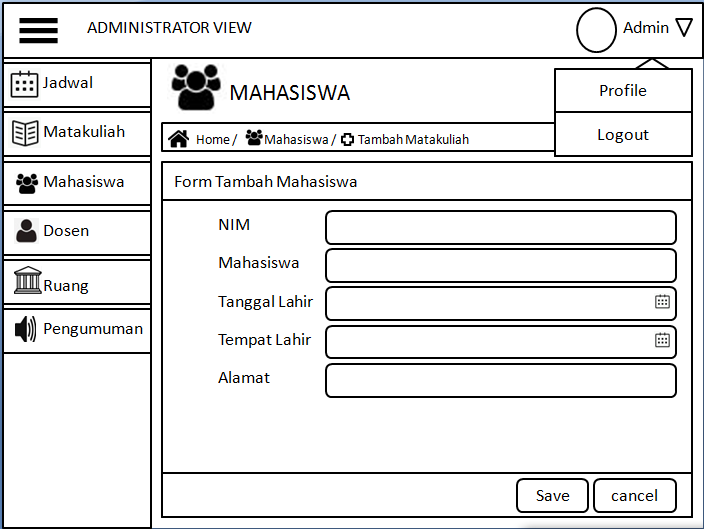 ADMINISTRATOR VIEW
Admin
Profile
Logout
Jadwal
Matakuliah
Mahasiswa
Dosen
Ruang
Pengumuman
MAHASISWA
Home / Mahasiswa / Tambah Matakuliah
Form Tambah Mahasiswa
NIM
Mahasiswa
Tanggal Lahir
Tempat Lahir
Alamat
Save
cancel